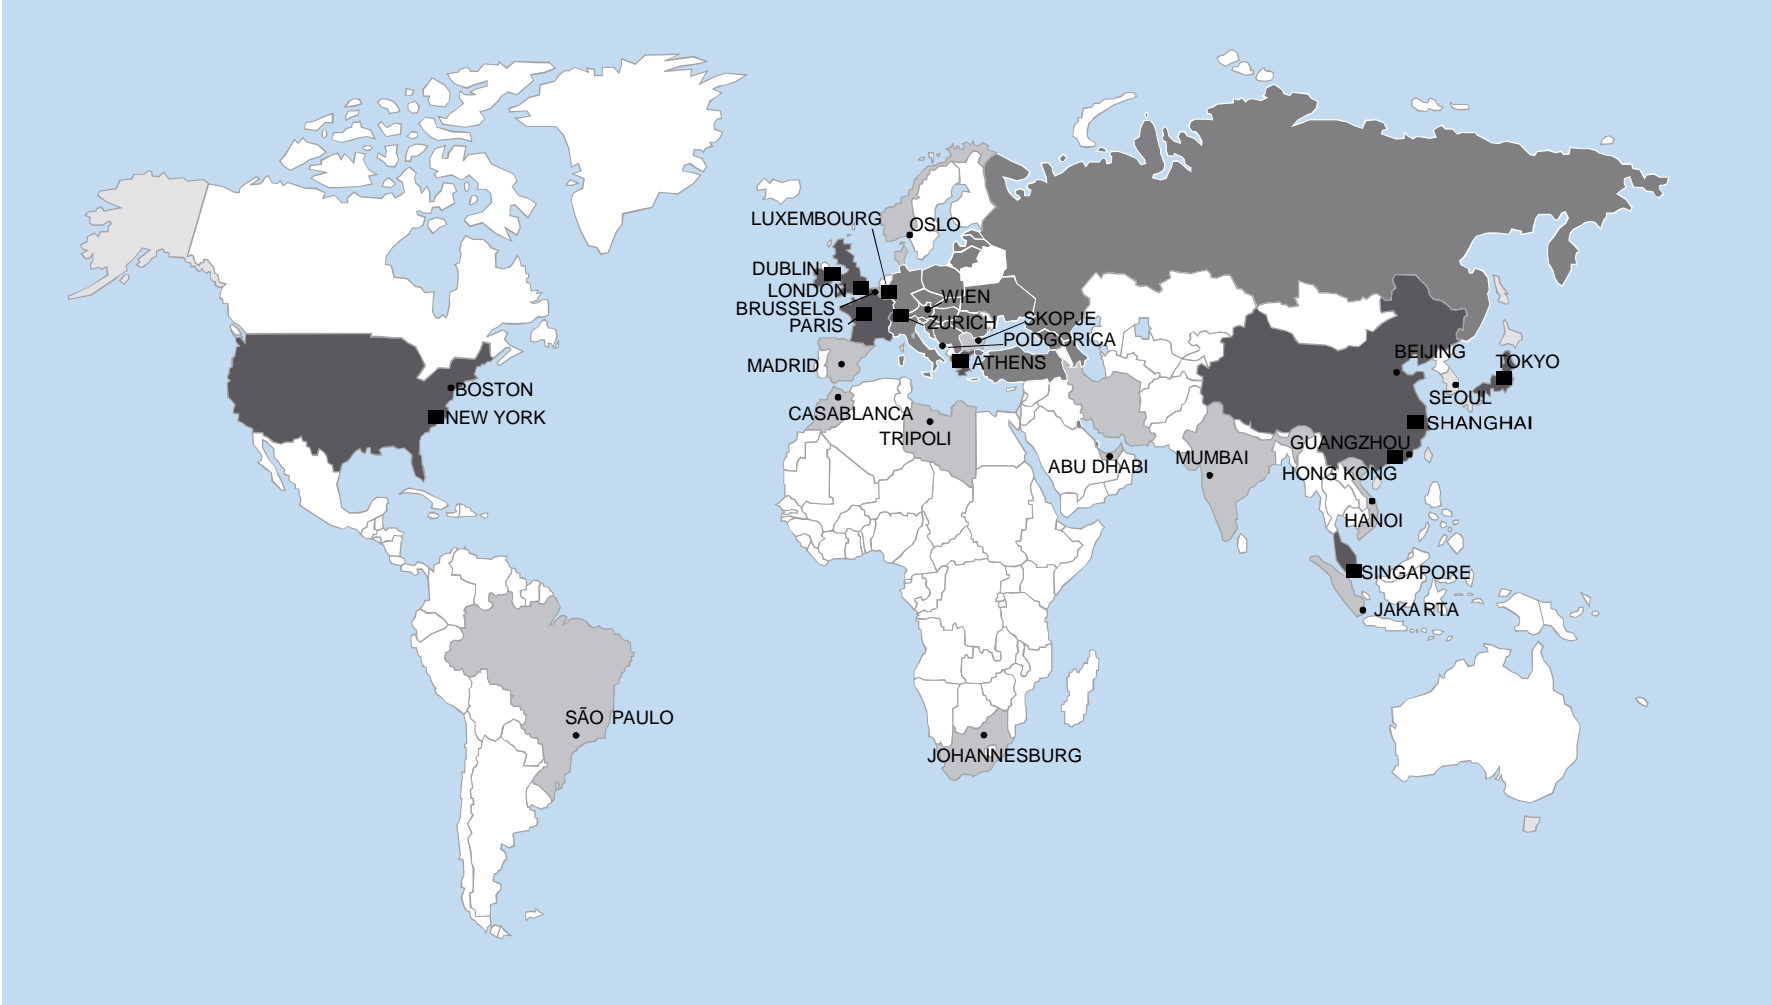 LUXEMBOURG
OSLO
DUBLIN
LONDON
WIEN
BRUSSELS
ZURICH
SKOPJE
PARIS
PODGORICA
BEIJING
TOKYO
MADRID
ATHENS
BOSTON
SEOUL
CASABLANCA
NEW YORK
SHANGHAI
TRIPOLI
GUANGZHOU
MUMBAI
ABU DHABI
HONG KONG
HANOI
SINGAPORE
JAKA RTA
SÃO PAULO
JOHANNESBURG